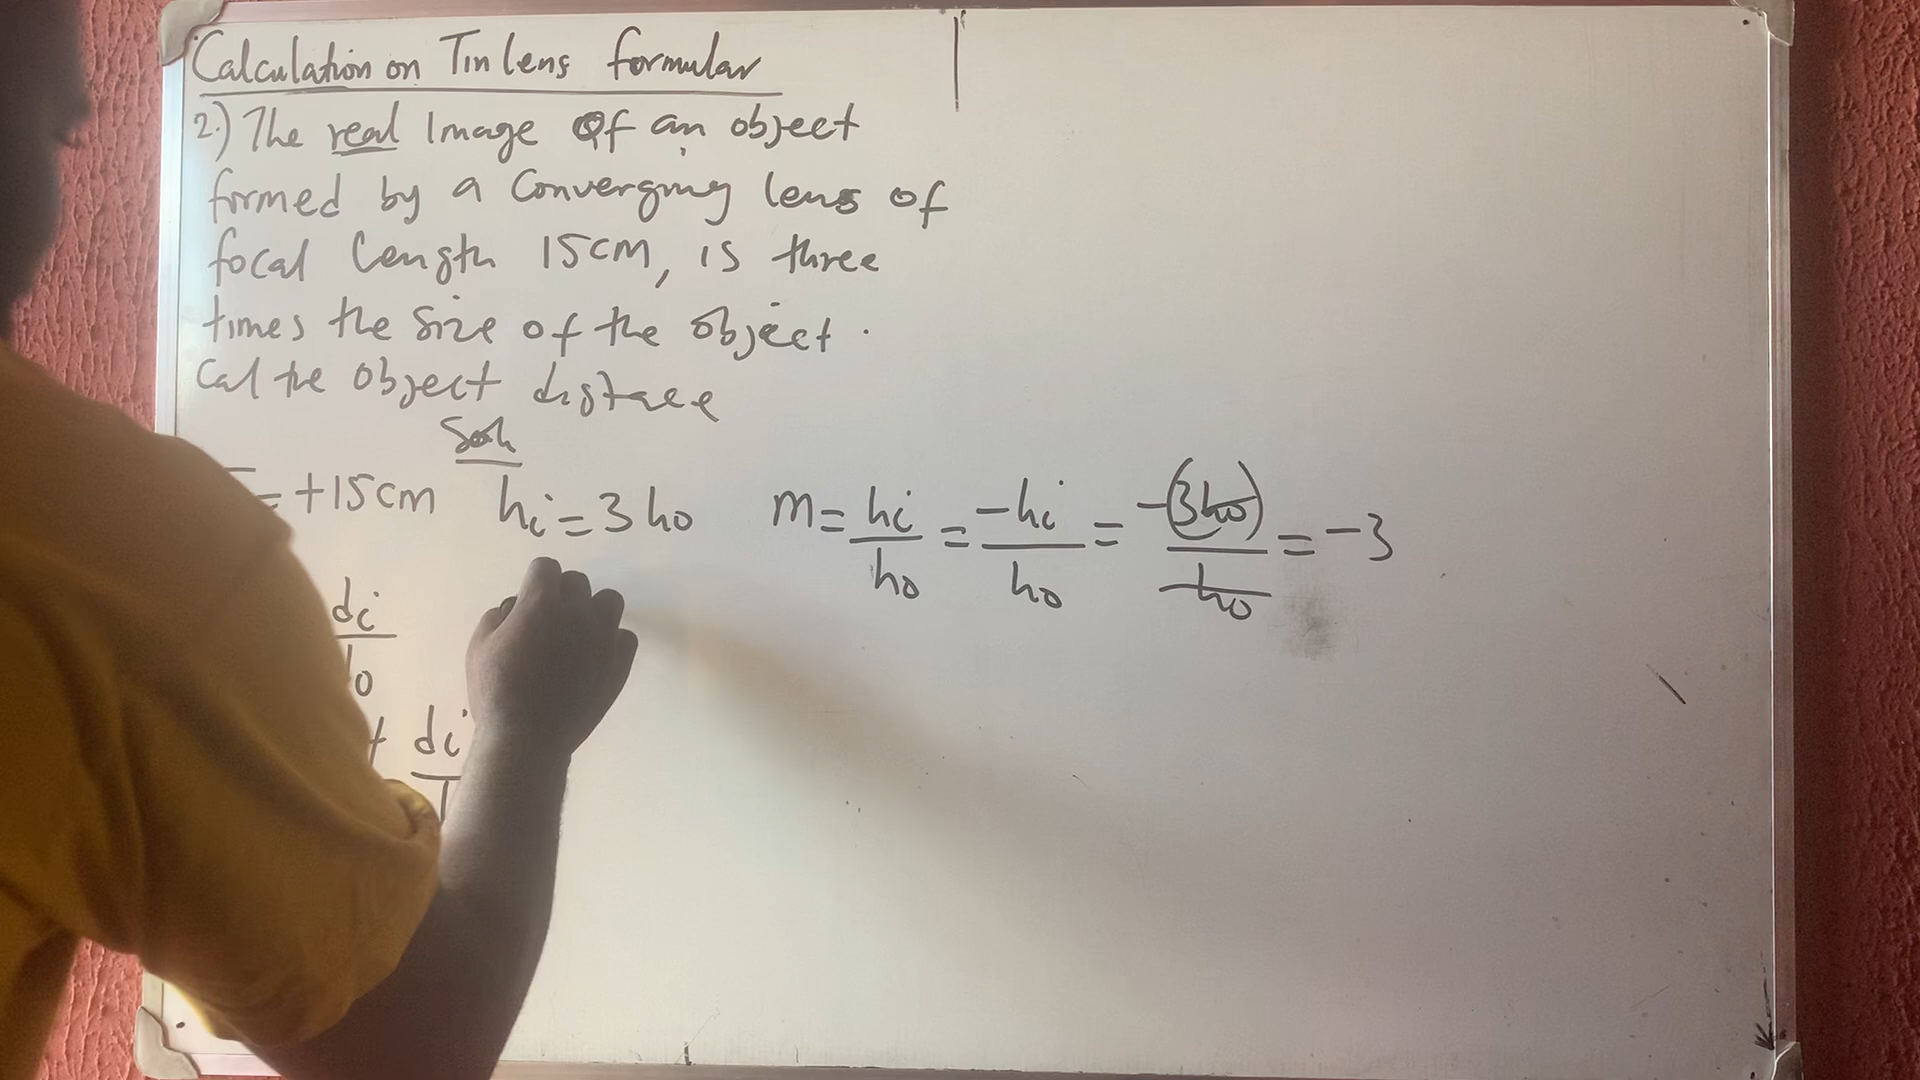 Calculation on Tin lens formular
2.) The real Image Of an object
formed by a Converging lens of
focal length 15cm, is three
times the size of the object.
Cal the object distace
Soln
= +15cm hi = 3ho m = hi/ho = -hi/ho = -(3ho)/ho = -3
di
di